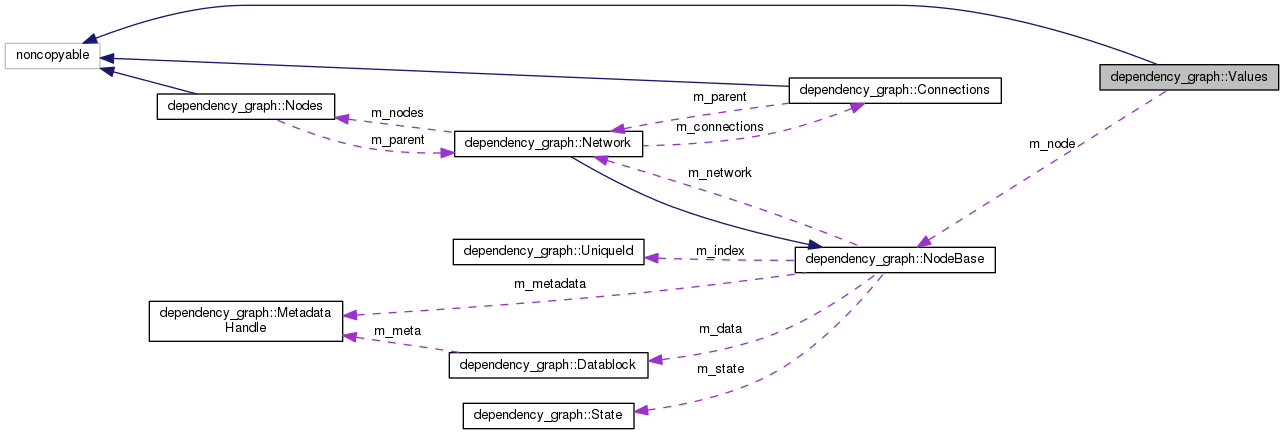 noncopyable
dependency_graph::Values
dependency_graph::Connections
dependency_graph::Nodes
m_parent
m_nodes
m_connections
m_parent
dependency_graph::Network
m_node
m_network
dependency_graph::UniqueId
m_index
dependency_graph::NodeBase
m_metadata
dependency_graph::Metadata
Handle
m_meta
m_data
dependency_graph::Datablock
m_state
dependency_graph::State